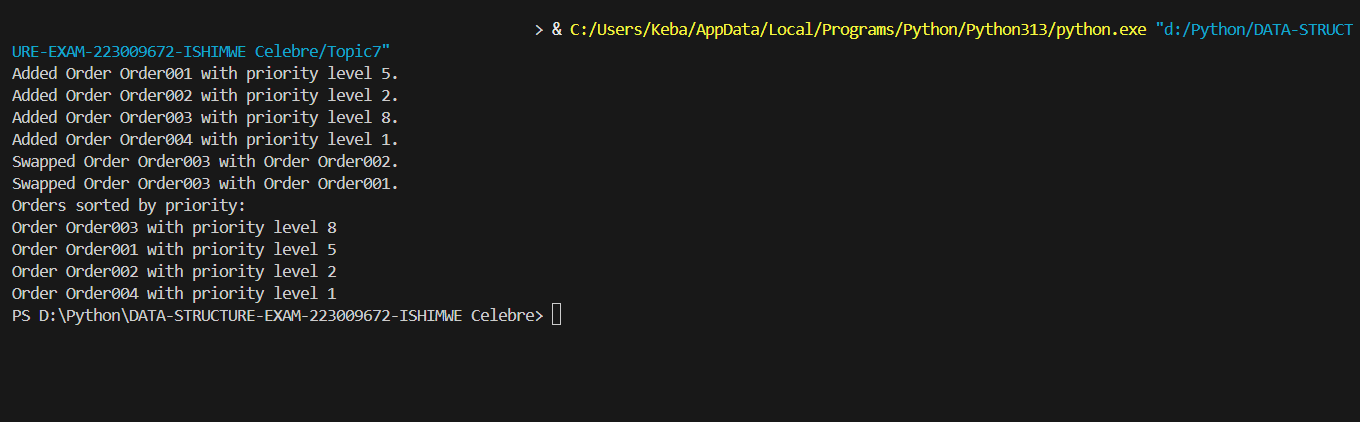 > & C:/Users/Keba/AppData/Local/Programs/Python/Python313/python.exe "d:/Python/DATA-STRUCT
URE-EXAM-223009672-ISHIMWE Celebre/Topic7"
Added Order Order001 with priority level 5.
Added Order Order002 with priority level 2.
Added Order Order003 with priority level 8.
Added Order Order004 with priority level 1.
Swapped Order Order003 with Order Order002.
Swapped Order Order003 with Order Order001.
Orders sorted by priority:
Order Order003 with priority level 8
Order Order001 with priority level 5
Order Order002 with priority level 2
Order Order004 with priority level 1
PS D:\Python\DATA-STRUCTURE-EXAM-223009672-ISHIMWE Celebre>